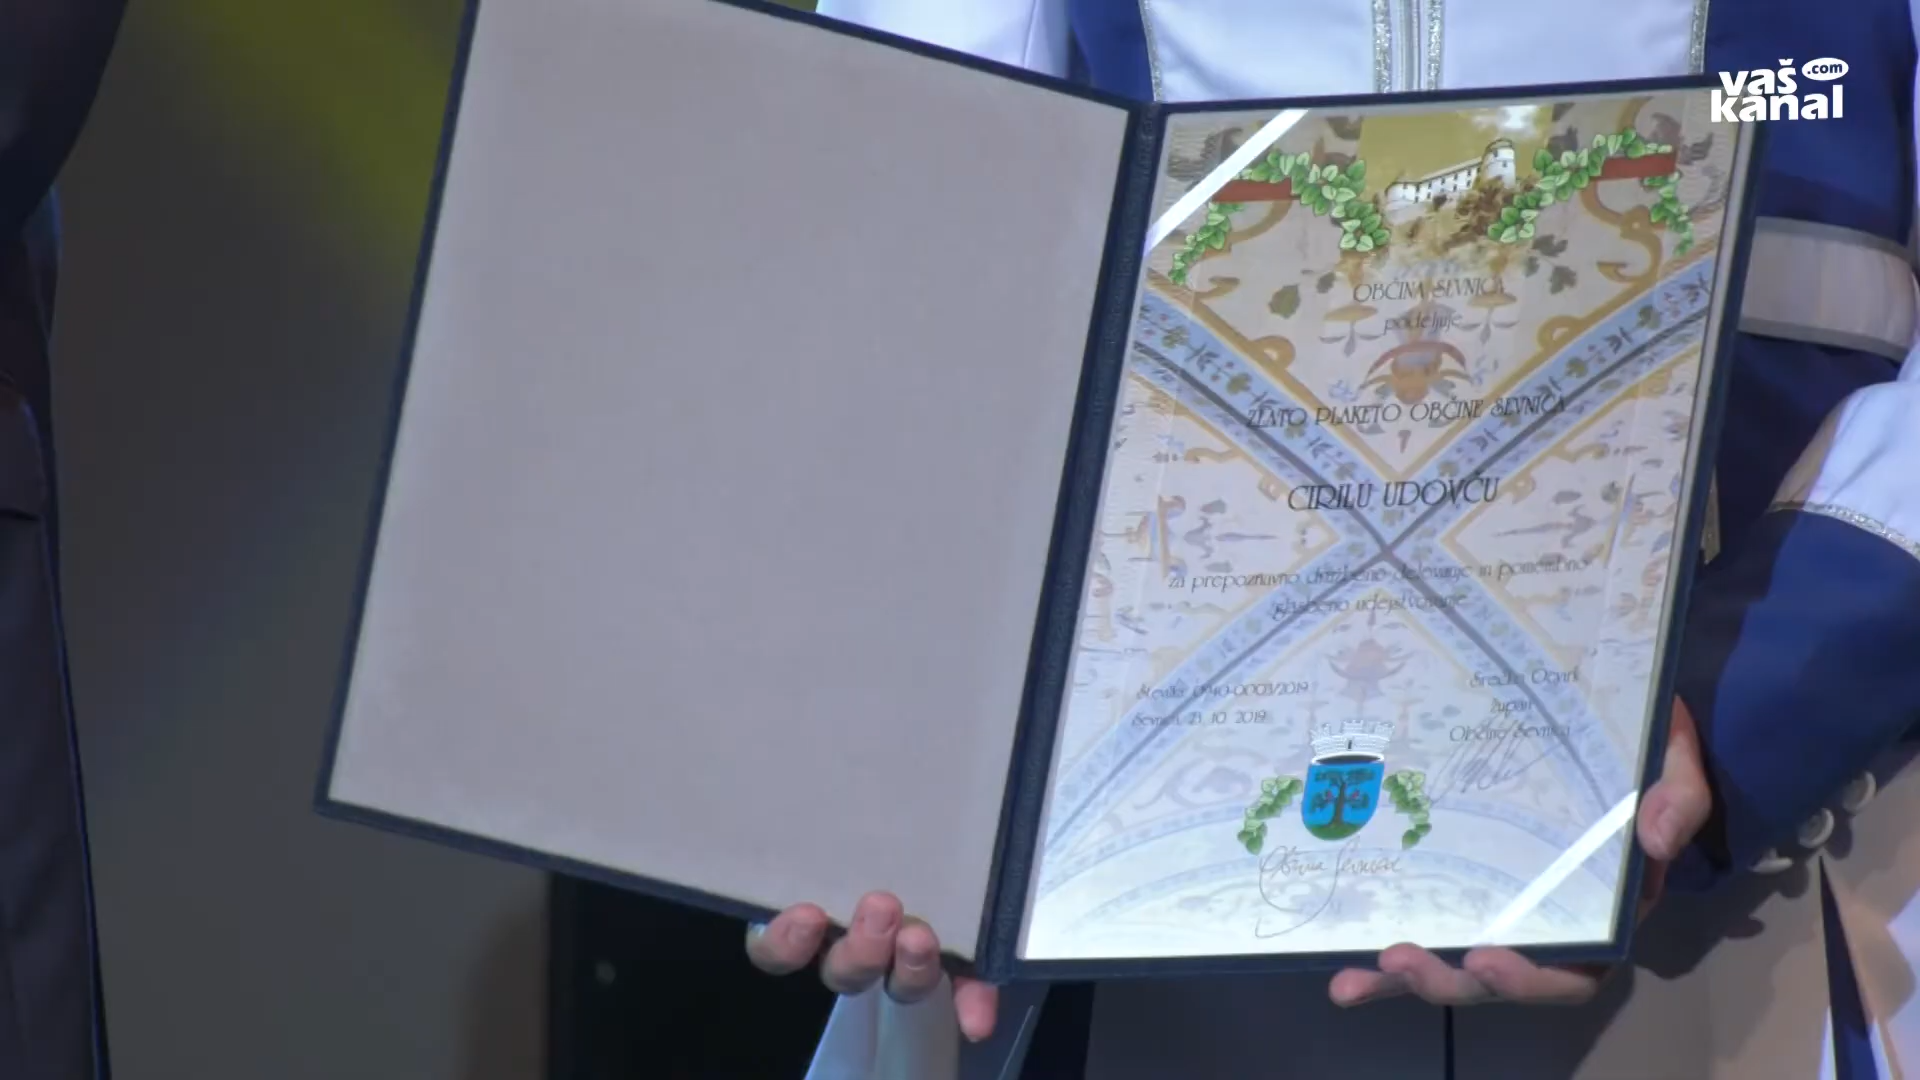 vaš .com
kanal
OBČINA SEVNICA
podeljuje
ZLATO PLAKETO OBČINE SEVNICA
CIRILU UDOVČU
za prepoznavno družbeno delovanje in pomembno
glasbeno udejstvovanje
Številka: 040-0003/2019
Sevnica, 23. 10. 2019
Srečko Ocvirk
župan
Občine Sevnica
Občina Sevnica